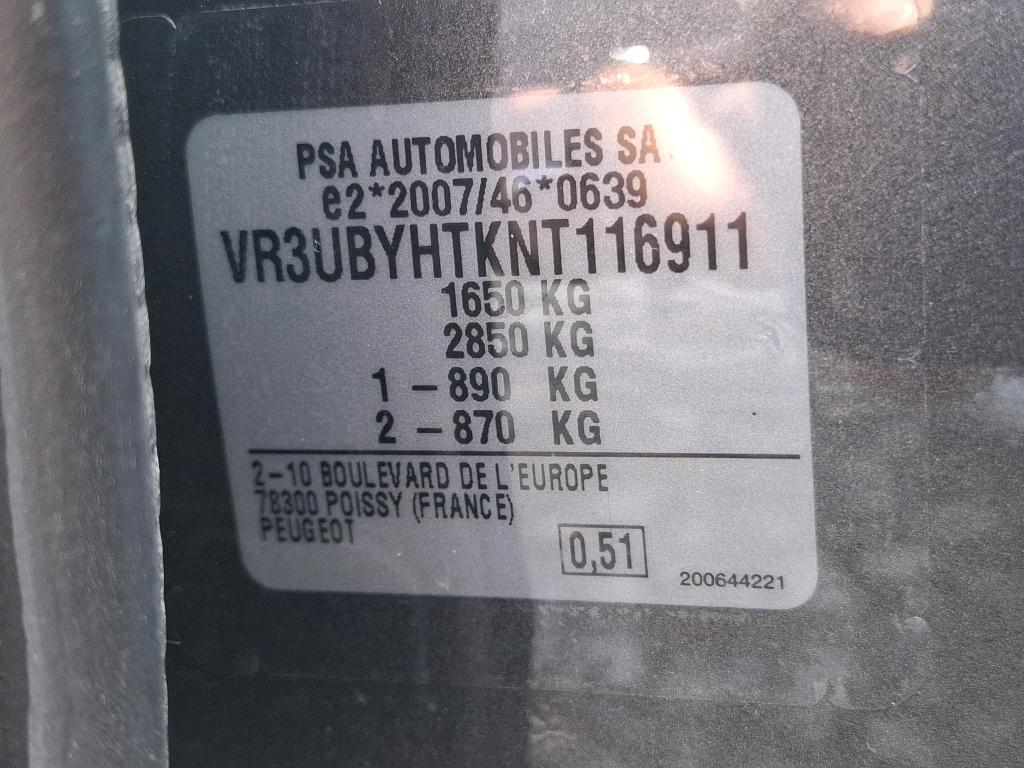 PSA AUTOMOBILES SA
e2*2007/46*0639
VR3UBYHTKNT116911
1650 KG
2850 KG
1 – 890 KG
2 – 870 KG
2-10 BOULEVARD DE L'EUROPE
78300 POISSY (FRANCE)
PEUGEOT
0,51
200644221